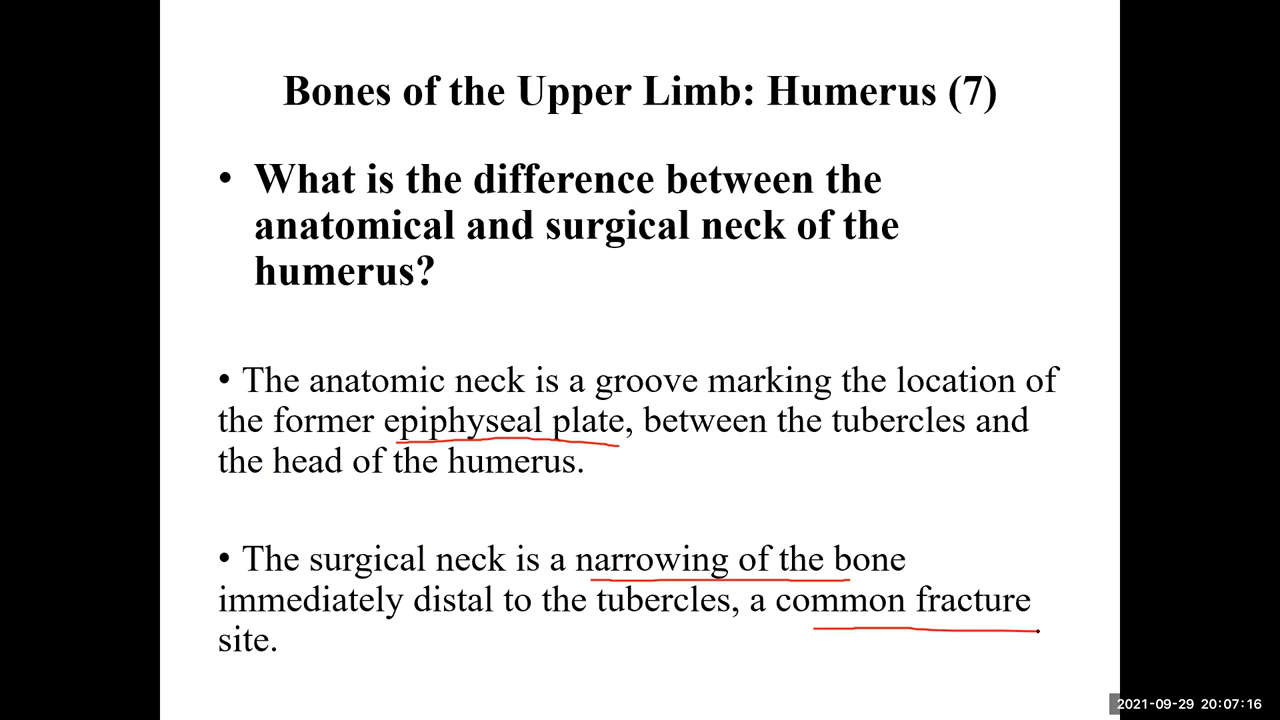 Bones of the Upper Limb: Humerus (7)
• What is the difference between the
anatomical and surgical neck of the
humerus?
• The anatomic neck is a groove marking the location of
the former epiphyseal plate, between the tubercles and
the head of the humerus.
• The surgical neck is a narrowing of the bone
immediately distal to the tubercles, a common fracture
site.
2021-09-29 20:07:16